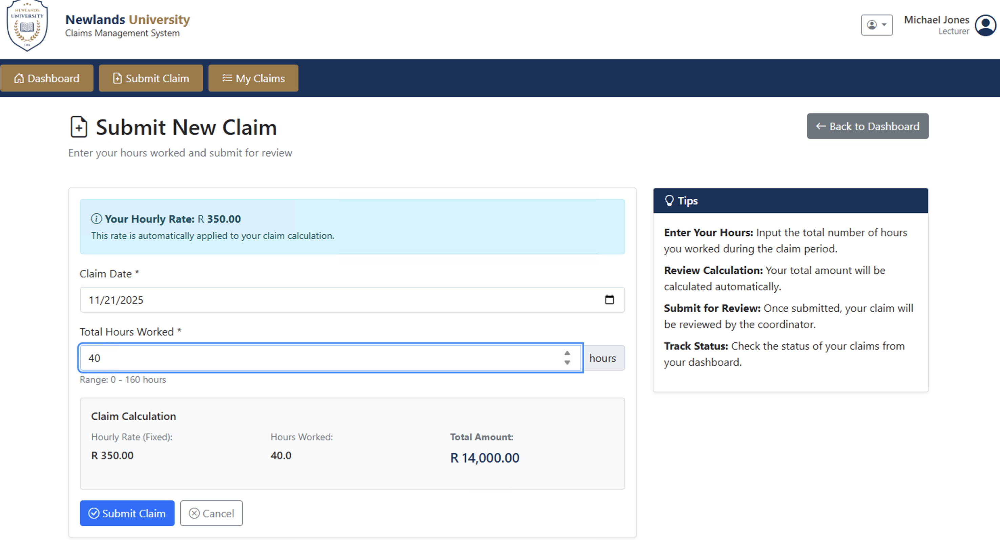 NEWLANDS
UNIVERSITY
Newlands University
Claims Management System
Michael Jones
Lecturer
Dashboard
Submit Claim
My Claims
Submit New Claim
Back to Dashboard
Enter your hours worked and submit for review
Your Hourly Rate: R 350.00
This rate is automatically applied to your claim calculation.
Claim Date *
11/21/2025
Total Hours Worked *
40
hours
Range: 0 - 160 hours
Claim Calculation
Hourly Rate (Fixed):
R 350.00
Hours Worked:
40.0
Total Amount:
R 14,000.00
Submit Claim
Cancel
Tips
Enter Your Hours: Input the total number of hours
you worked during the claim period.
Review Calculation: Your total amount will be
calculated automatically.
Submit for Review: Once submitted, your claim will
be reviewed by the coordinator.
Track Status: Check the status of your claims from
your dashboard.